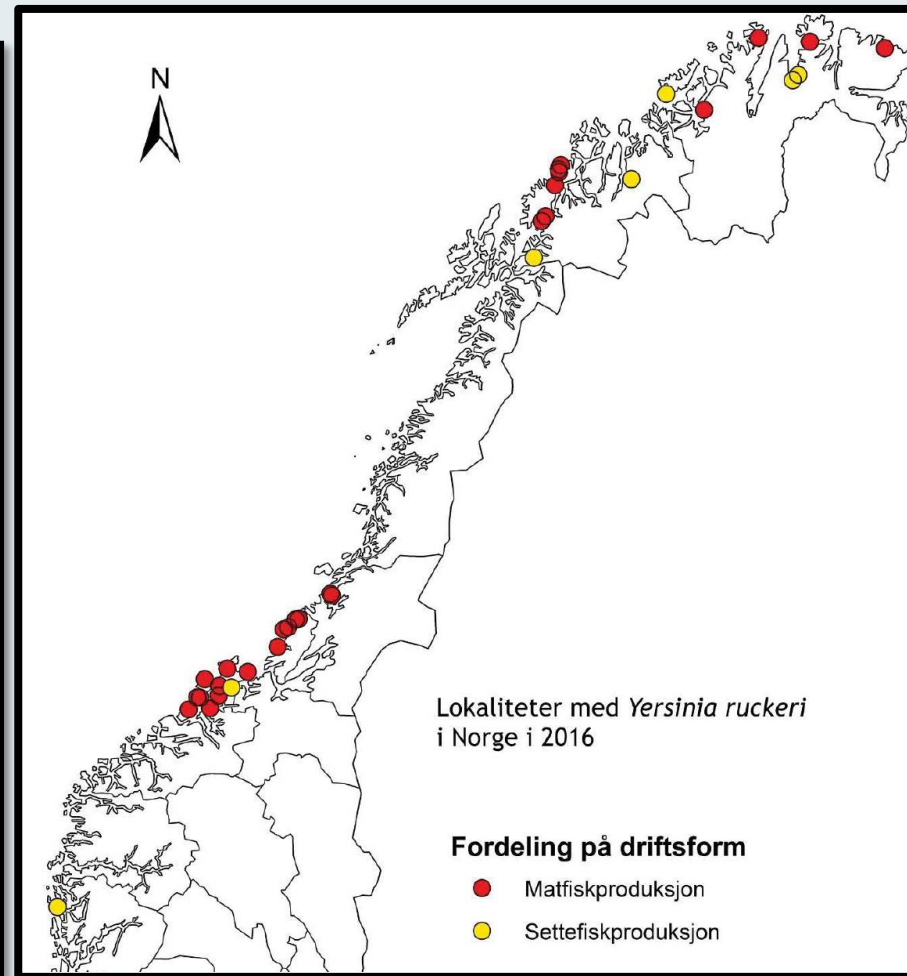 N
Lokaliteter med Yersinia ruckeri
i Norge i 2016
Fordeling på driftsform
Matfiskproduksjon
Settefiskproduksjon